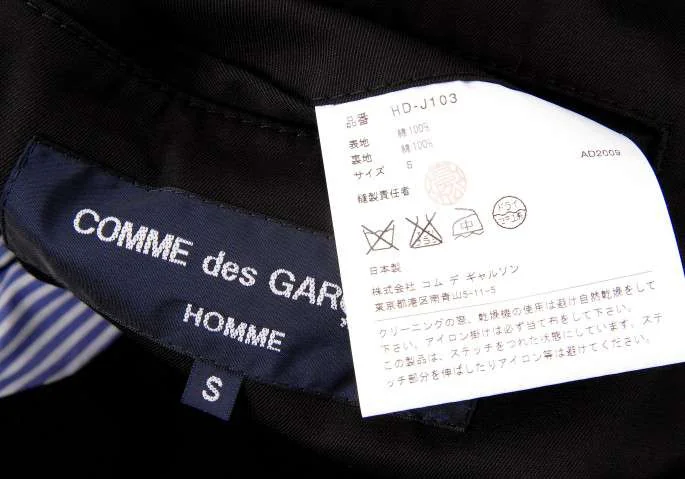 COMME des GAR
HOMME
S
品番 HD-J103
表地 綿100%
裏地 綿100%
サイズ S
AD2009
縫製責任者
中
ドライ
日本製
株式会社 コム デ ギャルソン
東京都港区南青山5-11-5
クリーニングの際、乾燥機の使用は避け自然乾燥をして
下さい。アイロン掛けは必ず当て布をして下さい。
この製品は、ステッチをつれた状態にしています。ステ
ッチ部分を伸ばしたりアイロン等は避けてください。